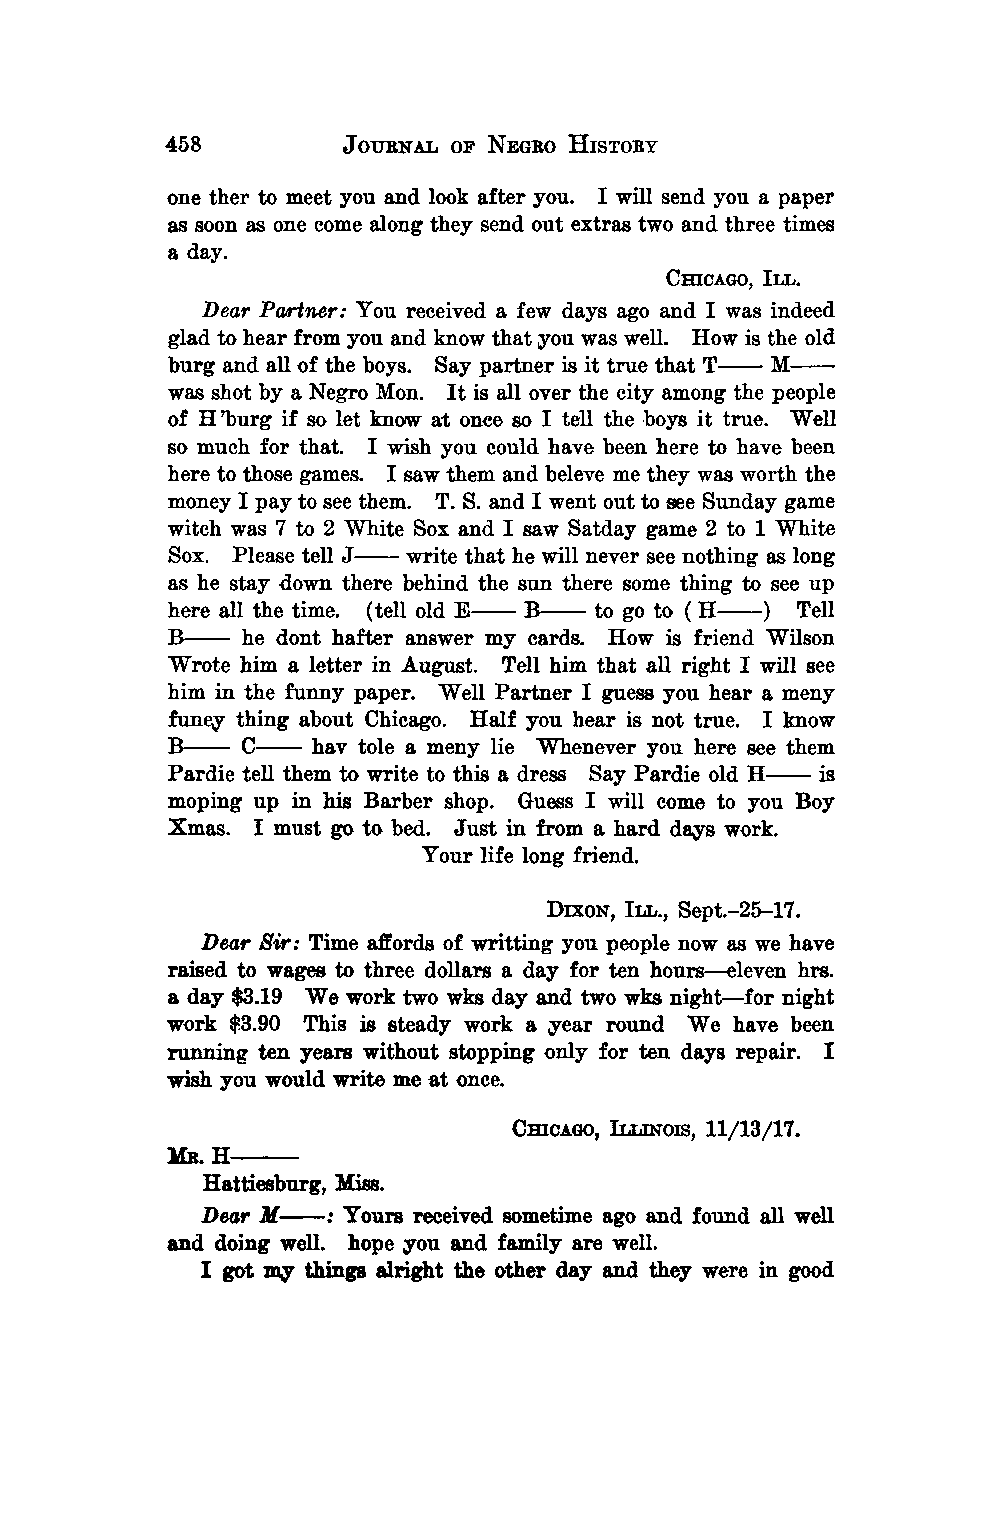 458 JOURNAL OF NEGRO HISTORY
one ther to meet you and look after you. I will send you a paper
as soon as one come along they send out extras two and three times
a day.
CHICAGO, ILL.
Dear Partner: You received a few days ago and I was indeed
glad to hear from you and know that you was well. How is the old
burg and all of the boys. Say partner is it true that T—— M——
was shot by a Negro Mon. It is all over the city among the people
of H'burg if so let know at once so I tell the boys it true. Well
so much for that. I wish you could have been here to have been
here to those games. I saw them and beleve me they was worth the
money I pay to see them. T. S. and I went out to see Sunday game
witch was 7 to 2 White Sox and I saw Satday game 2 to 1 White
Sox. Please tell J—— write that he will never see nothing as long
as he stay down there behind the sun there some thing to see up
here all the time. (tell old E—— B—— to go to (H——) Tell
B—— he dont hafter answer my cards. How is friend Wilson
Wrote him a letter in August. Tell him that all right I will see
him in the funny paper. Well Partner I guess you hear a meny
funey thing about Chicago. Half you hear is not true. I know
B—— C—— hav tole a meny lie Whenever you here see them
Pardie tell them to write to this a dress Say Pardie old H—— is
moping up in his Barber shop. Guess I will come to you Boy
Xmas. I must go to bed. Just in from a hard days work.
Your life long friend.
DIXON, ILL., Sept.-25-17.
Dear Sir: Time affords of writting you people now as we have
raised to wages to three dollars a day for ten hours—eleven hrs.
a day $3.19 We work two wks day and two wks night—for night
work $3.90 This is steady work a year round We have been
running ten years without stopping only for ten days repair. I
wish you would write me at once.
CHICAGO, ILLINOIS, 11/13/17.
MR. H———
Hattiesburg, Miss.
Dear M——: Yours received sometime ago and found all well
and doing well. hope you and family are well.
I got my things alright the other day and they were in good